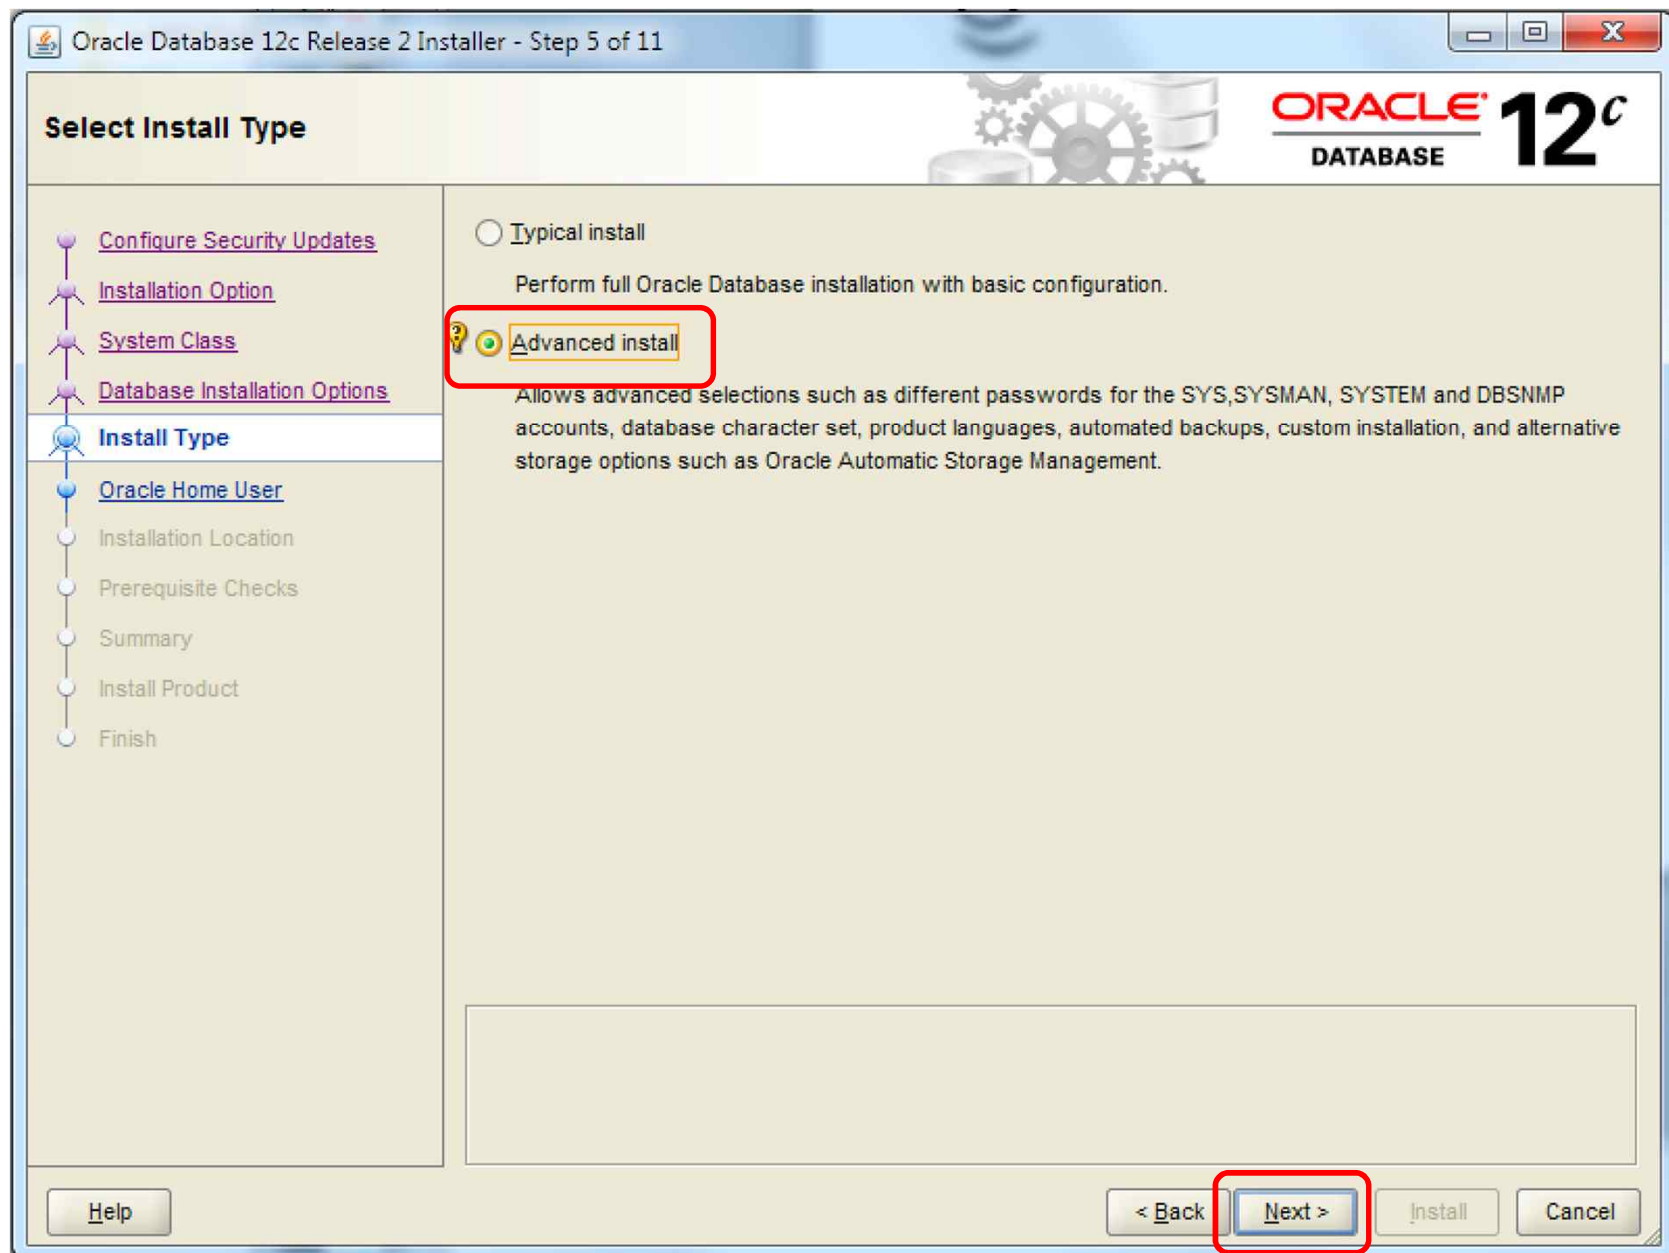 Oracle Database 12c Release 2 Installer - Step 5 of 11
Select Install Type
ORACLE
DATABASE
12c
Configure Security Updates
Installation Option
System Class
Database Installation Options
Install Type
Oracle Home User
Installation Location
Prerequisite Checks
Summary
Install Product
Finish
Typical install
Perform full Oracle Database installation with basic configuration.
Advanced install
Allows advanced selections such as different passwords for the SYS,SYSMAN, SYSTEM and DBSNMP
accounts, database character set, product languages, automated backups, custom installation, and alternative
storage options such as Oracle Automatic Storage Management.
Help
< Back
Next >
Install
Cancel